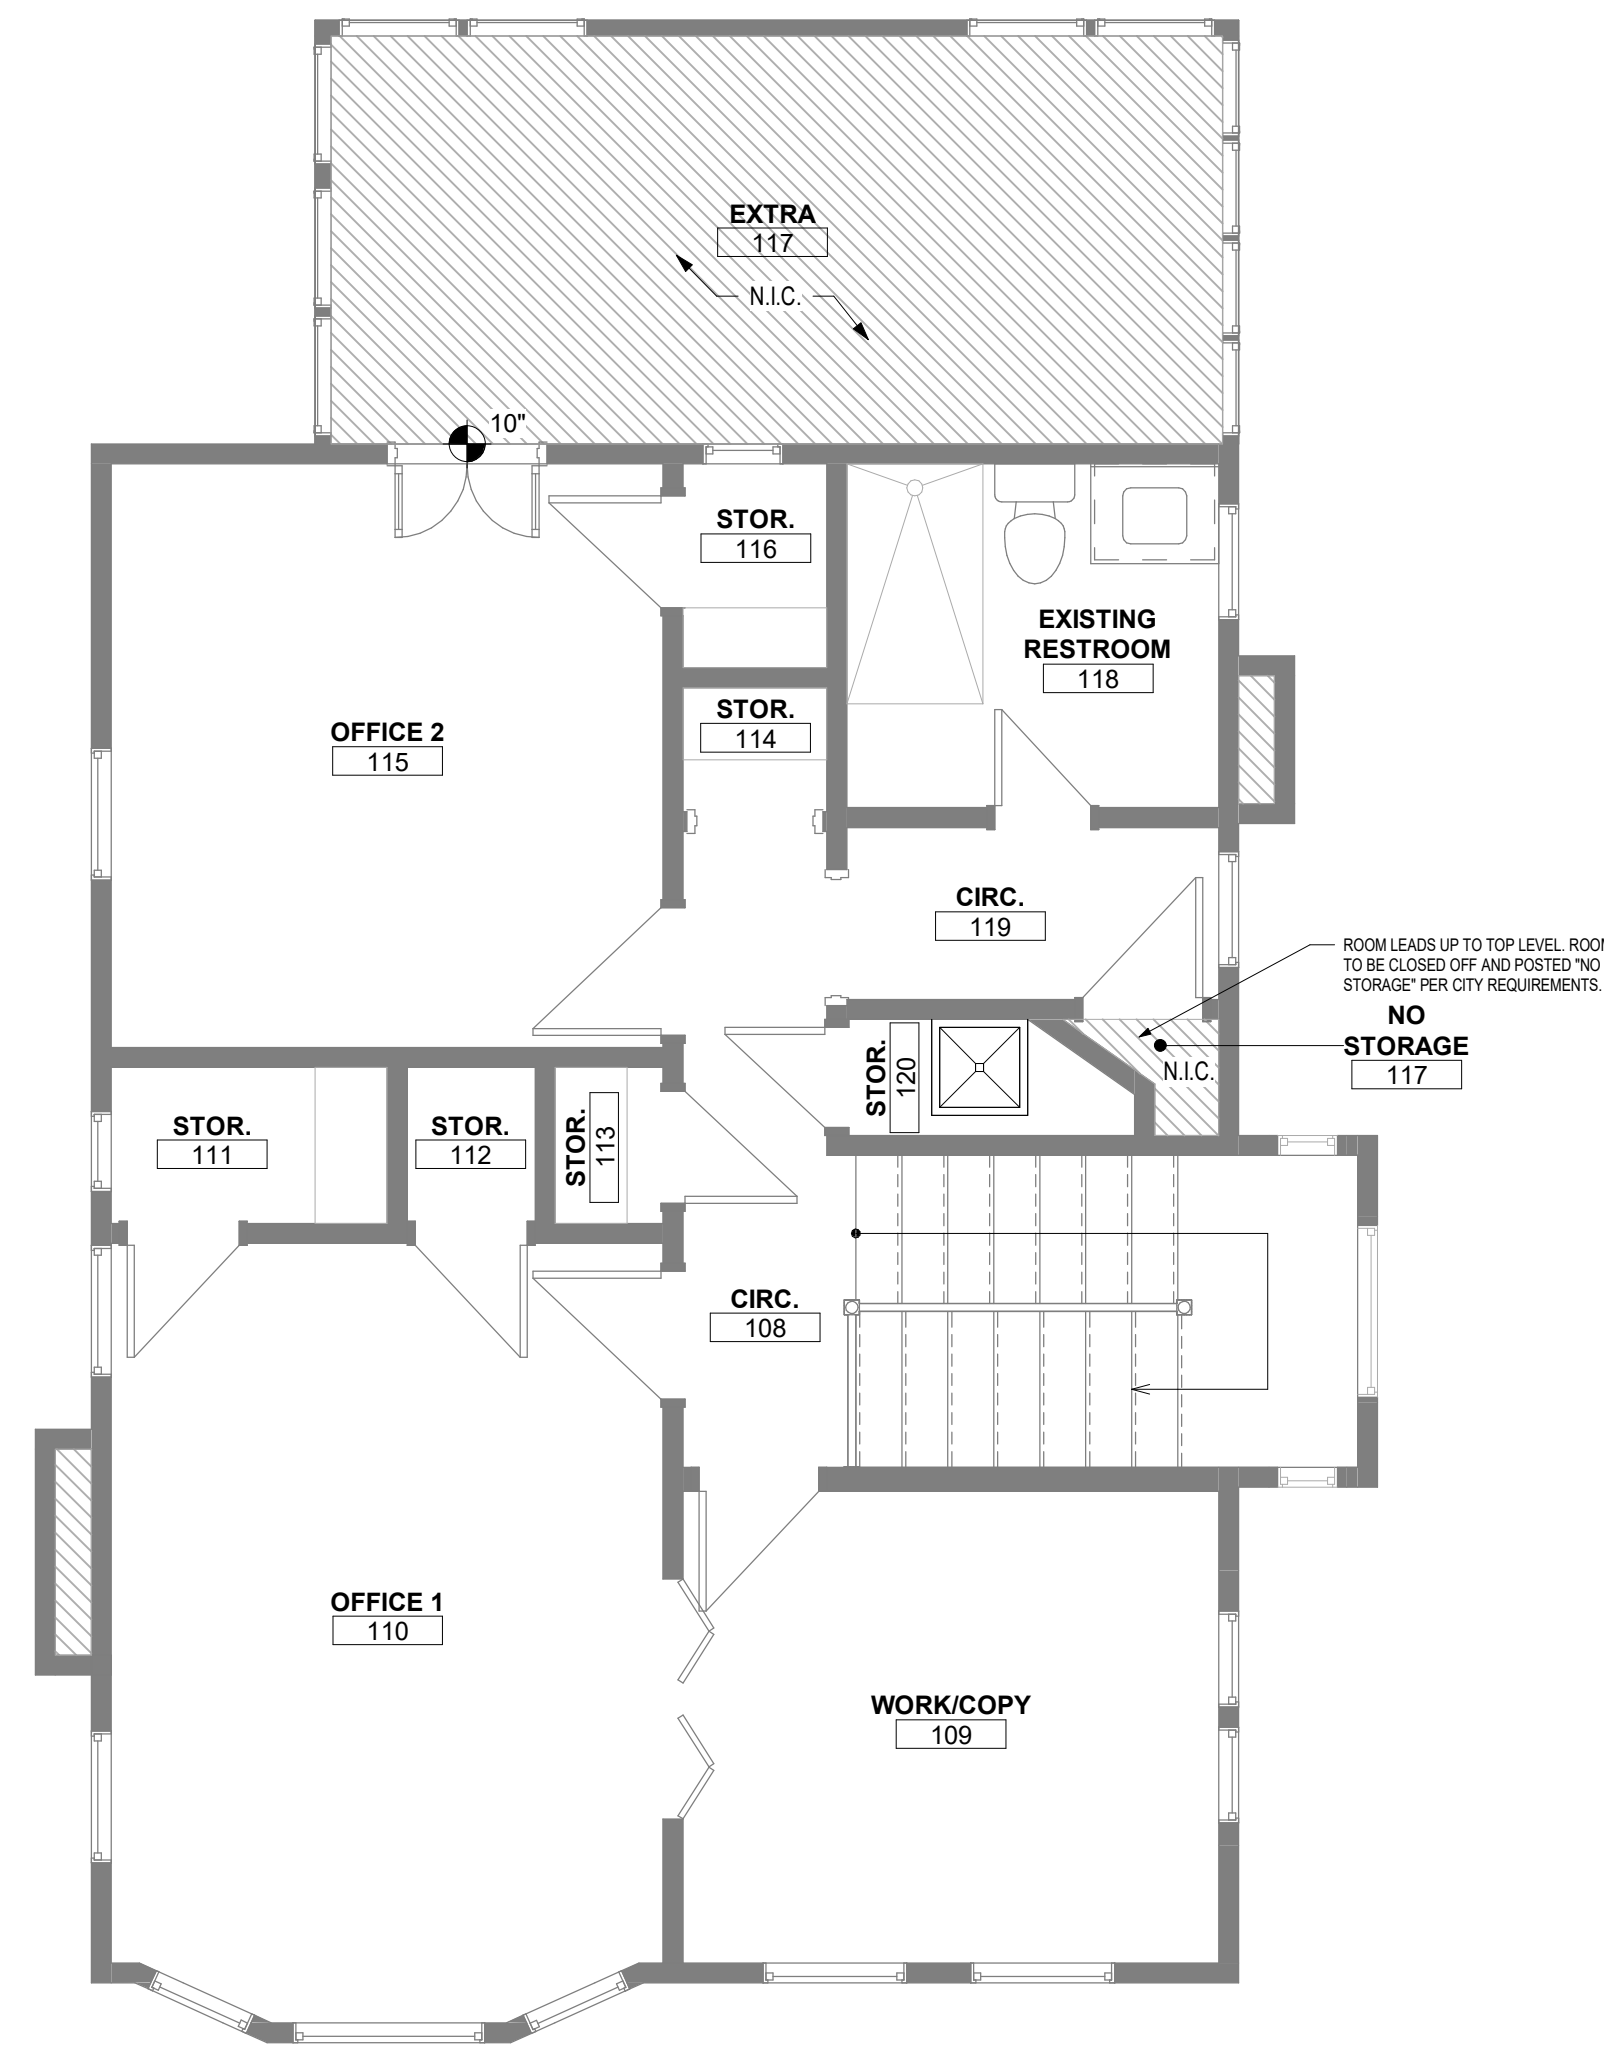 EXTRA
117
N.I.C.
10"
STOR.
116
EXISTING
RESTROOM
118
STOR.
114
OFFICE 2
115
CIRC.
119
ROOM LEADS UP TO TOP LEVEL. ROOM
TO BE CLOSED OFF AND POSTED "NO
STORAGE" PER CITY REQUIREMENTS.
NO
STORAGE
117
N.I.C.
STOR.
120
STOR.
111
STOR.
112
STOR.
113
CIRC.
108
OFFICE 1
110
WORK/COPY
109